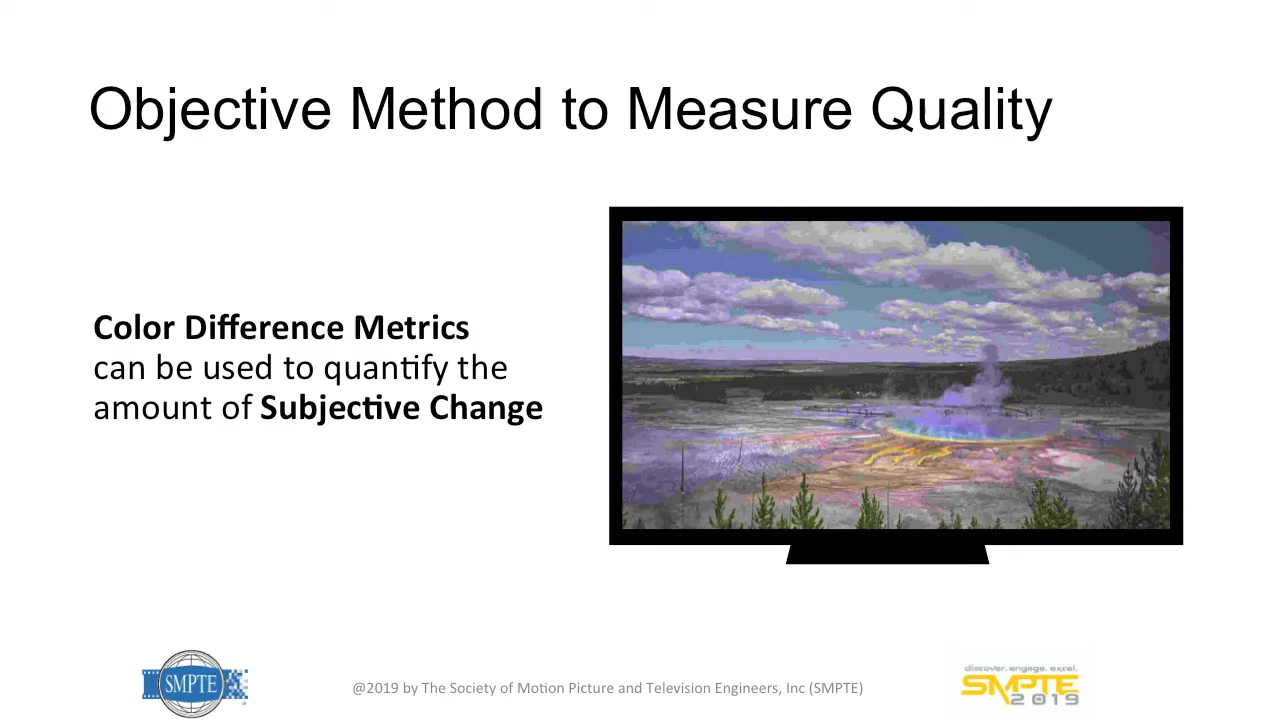 Objective Method to Measure Quality
Color Difference Metrics
can be used to quantify the
amount of Subjective Change
SMPTE
@2019 by The Society of Motion Picture and Television Engineers, Inc (SMPTE)
discover. engage. excel.
SMPTE
2019